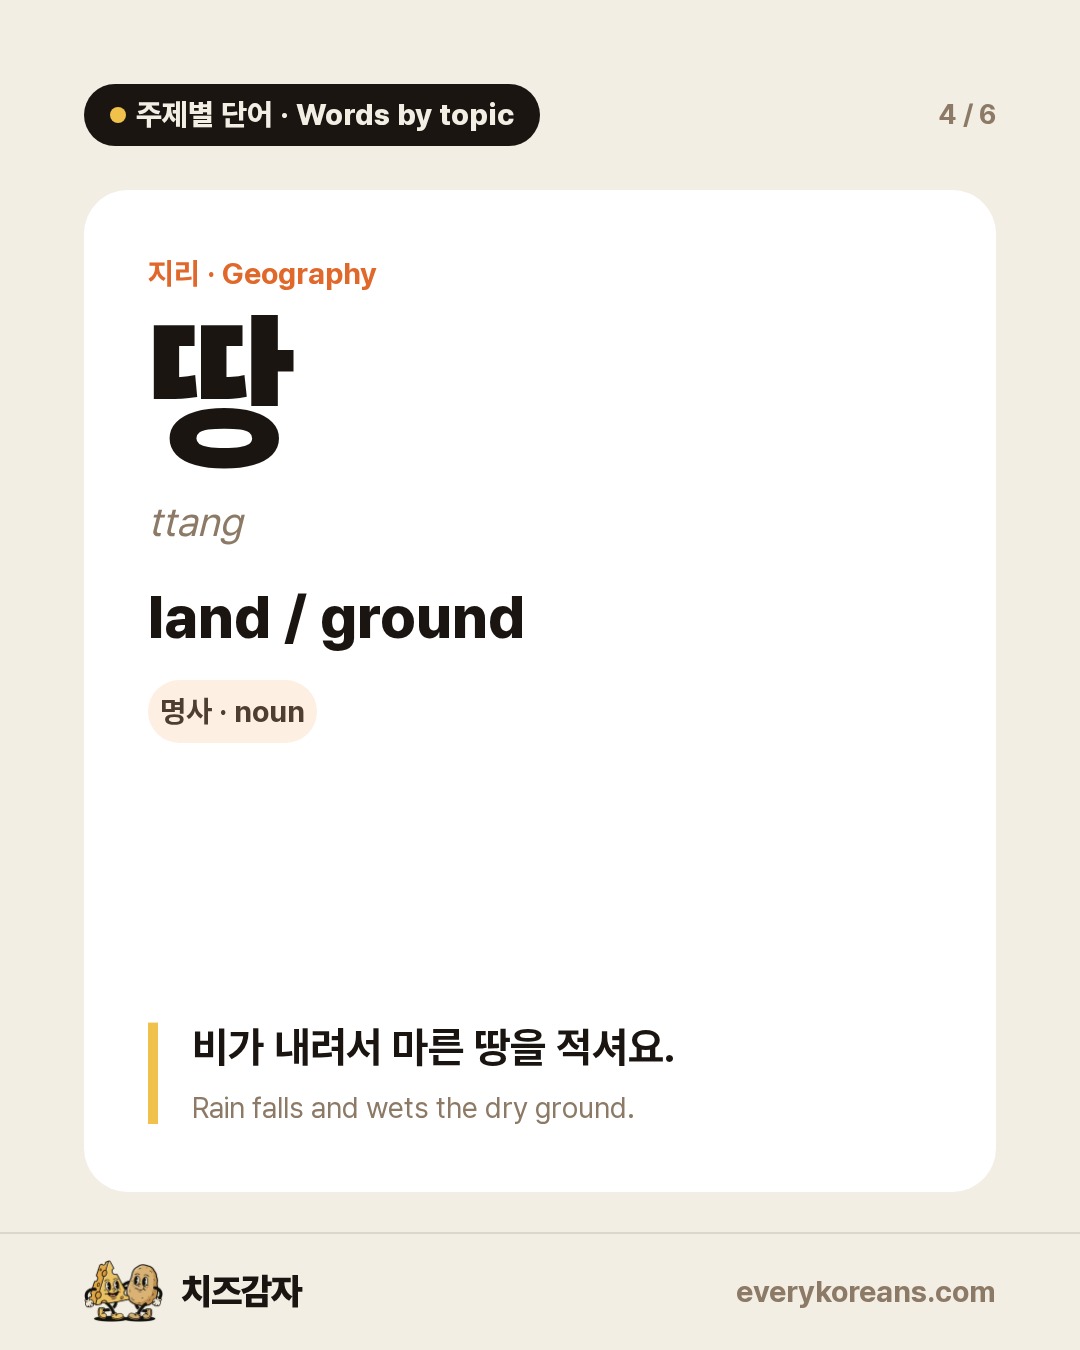 주제별 단어 · Words by topic
4 / 6
지리 · Geography
땅
ttang
land / ground
명사 · noun
비가 내려서 마른 땅을 적셔요.
Rain falls and wets the dry ground.
치즈감자
everykoreans.com